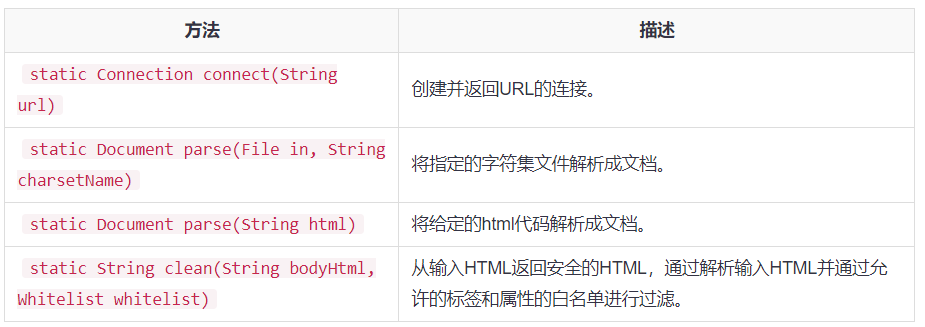 方法
描述
static Connection connect(String
url)
创建并返回URL的连接。
static Document parse(File in, String
charsetName)
将指定的字符集文件解析成文档。
static Document parse(String html)
将给定的html代码解析成文档。
static String clean(String bodyHtml,
Whitelist whitelist)
从输入HTML返回安全的HTML，通过解析输入HTML并通过允
许的标签和属性的白名单进行过滤。